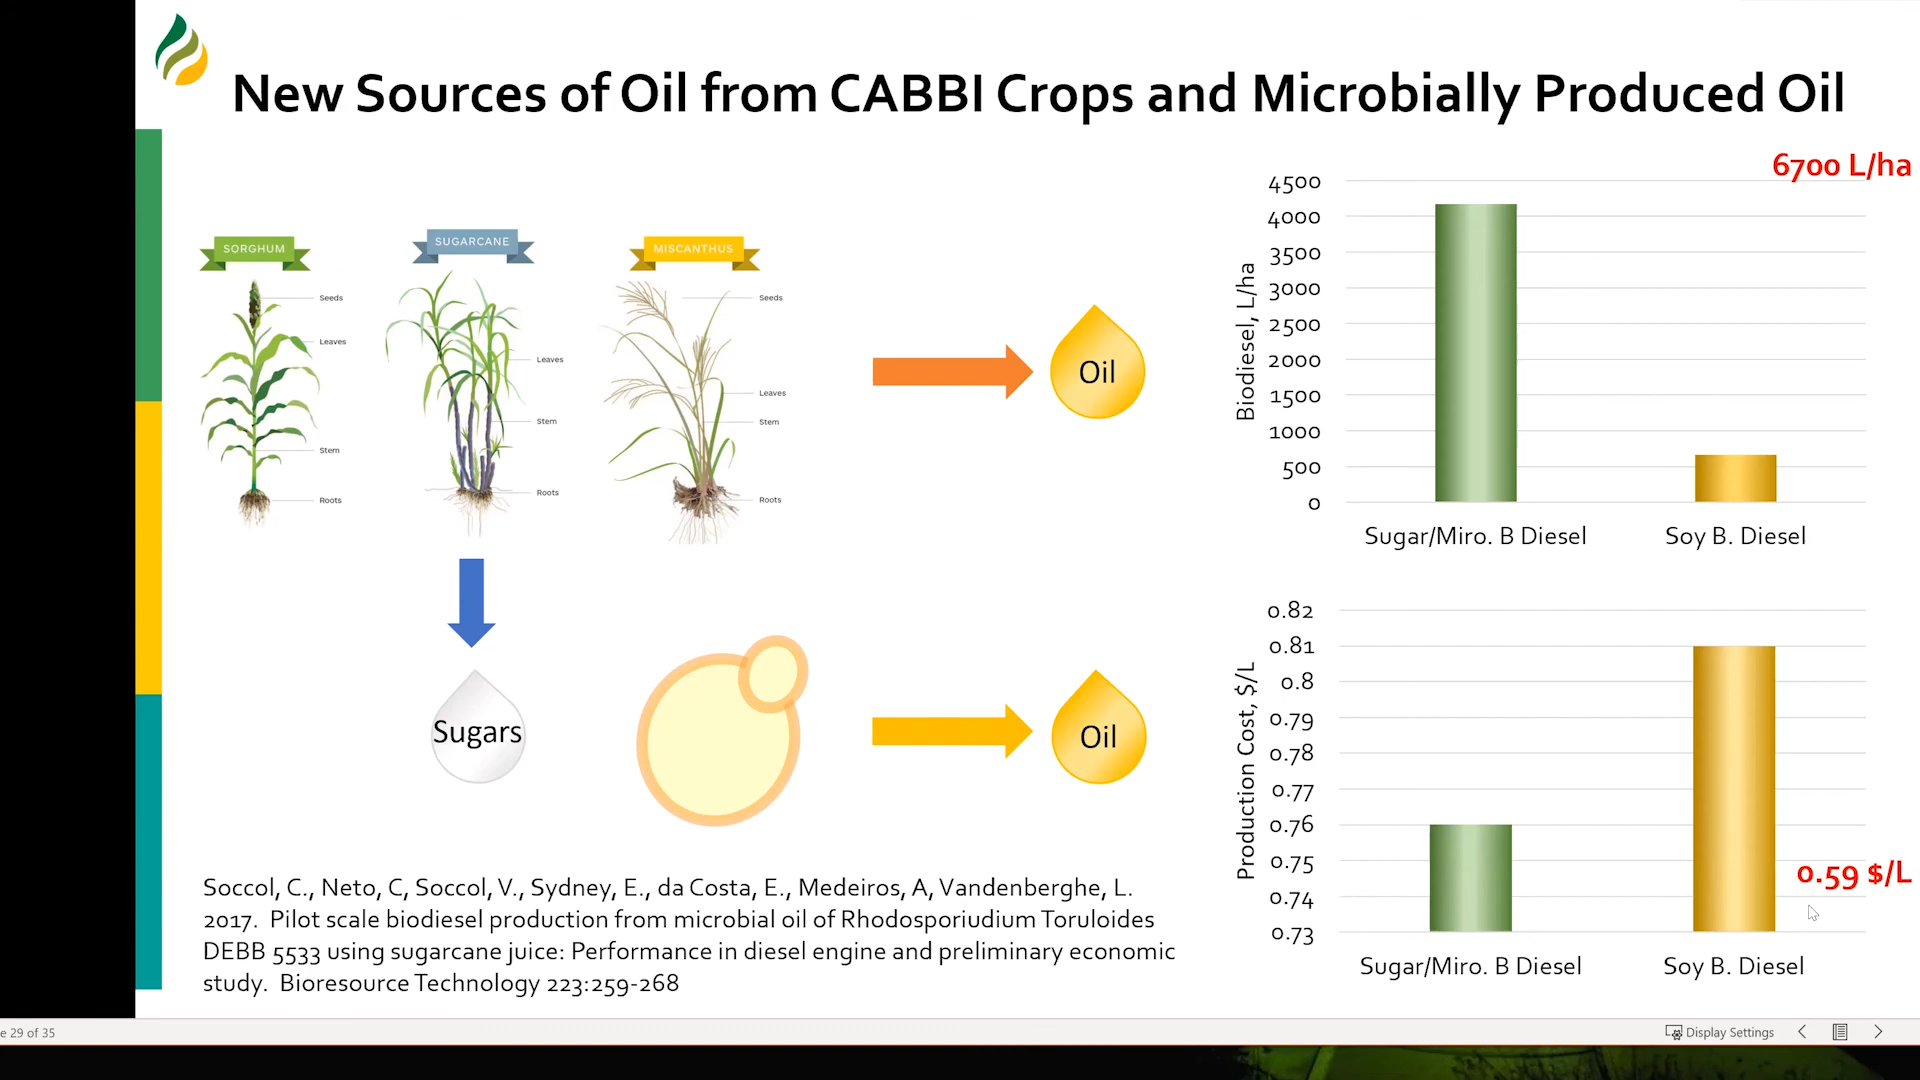 New Sources of Oil from CABBI Crops and Microbially Produced Oil
SORGHUM
Seeds
Leaves
Stem
Roots
SUGARCANE
Leaves
Stem
Roots
MISCANTHUS
Seeds
Leaves
Stem
Roots
Oil
Sugars
Oil
6700 L/ha
Biodiesel, L/ha
4500
4000
3500
3000
2500
2000
1500
1000
500
0
Sugar/Miro. B Diesel
Soy B. Diesel
Production Cost, $/L
0.82
0.81
0.8
0.79
0.78
0.77
0.76
0.75
0.74
0.73
0.59 $/L
Sugar/Miro. B Diesel
Soy B. Diesel
Soccol, C., Neto, C, Soccol, V., Sydney, E., da Costa, E., Medeiros, A, Vandenberghe, L.
2017. Pilot scale biodiesel production from microbial oil of Rhodosporiudium Toruloides
DEBB 5533 using sugarcane juice: Performance in diesel engine and preliminary economic
study. Bioresource Technology 223:259-268
e 29 of 35
Display Settings